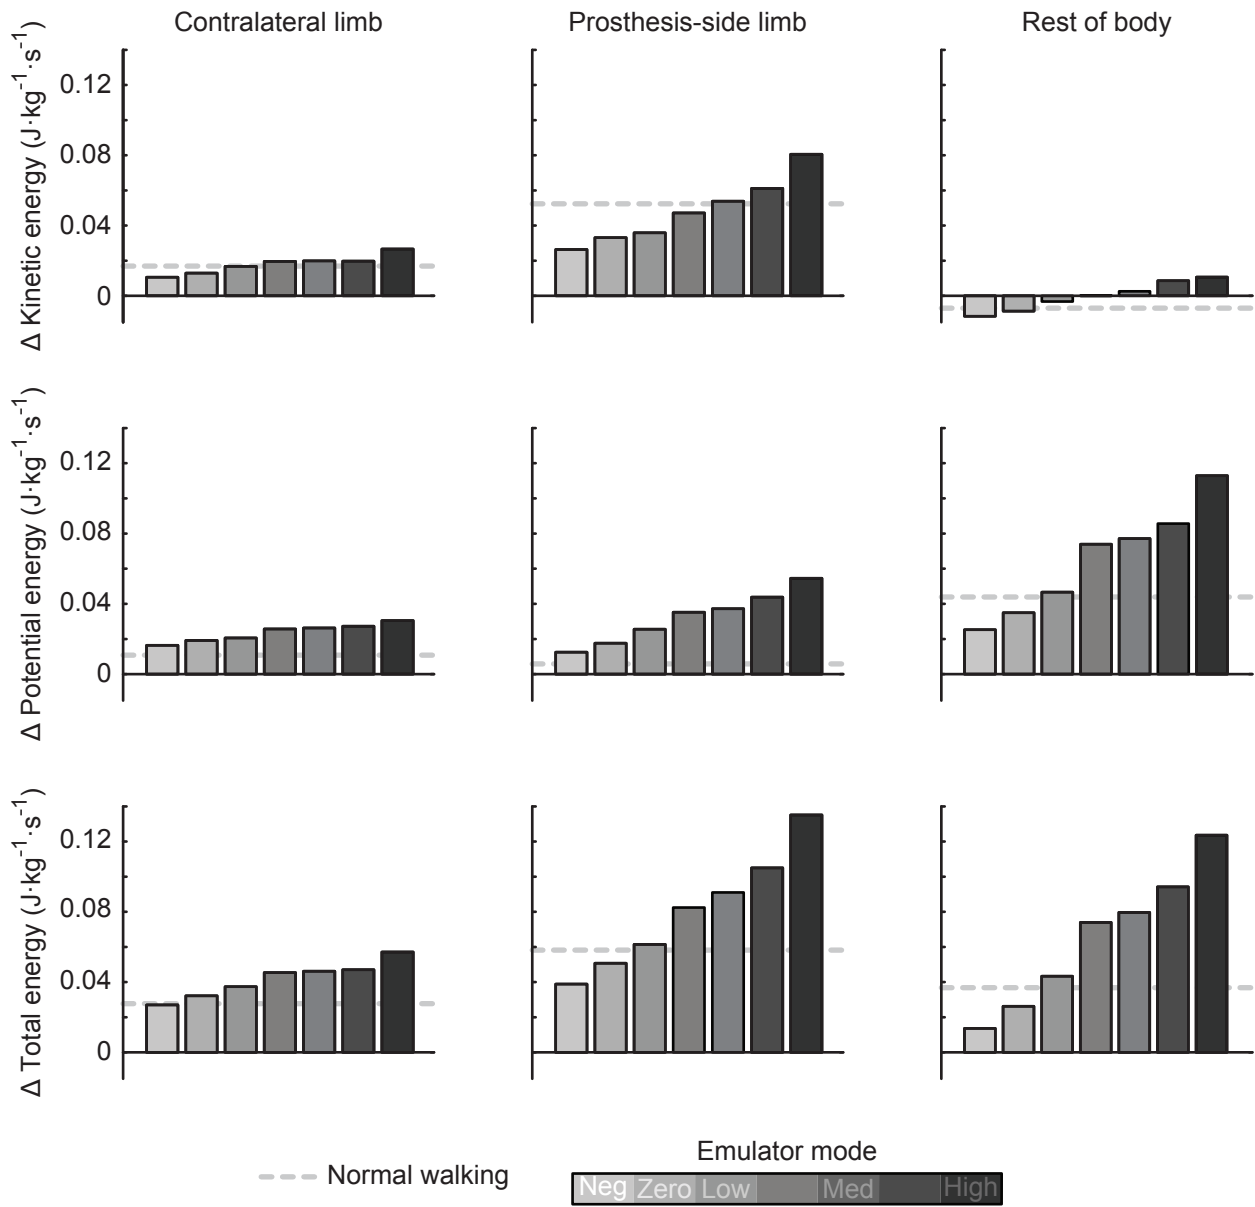 Contralateral limb Prosthesis-side limb Rest of body
Δ Kinetic energy (J·kg⁻¹·s⁻¹)
0.12
0.08
0.04
0
Δ Potential energy (J·kg⁻¹·s⁻¹)
0.12
0.08
0.04
0
Δ Total energy (J·kg⁻¹·s⁻¹)
0.12
0.08
0.04
0
Normal walking
Emulator mode
Neg Zero Low Med High